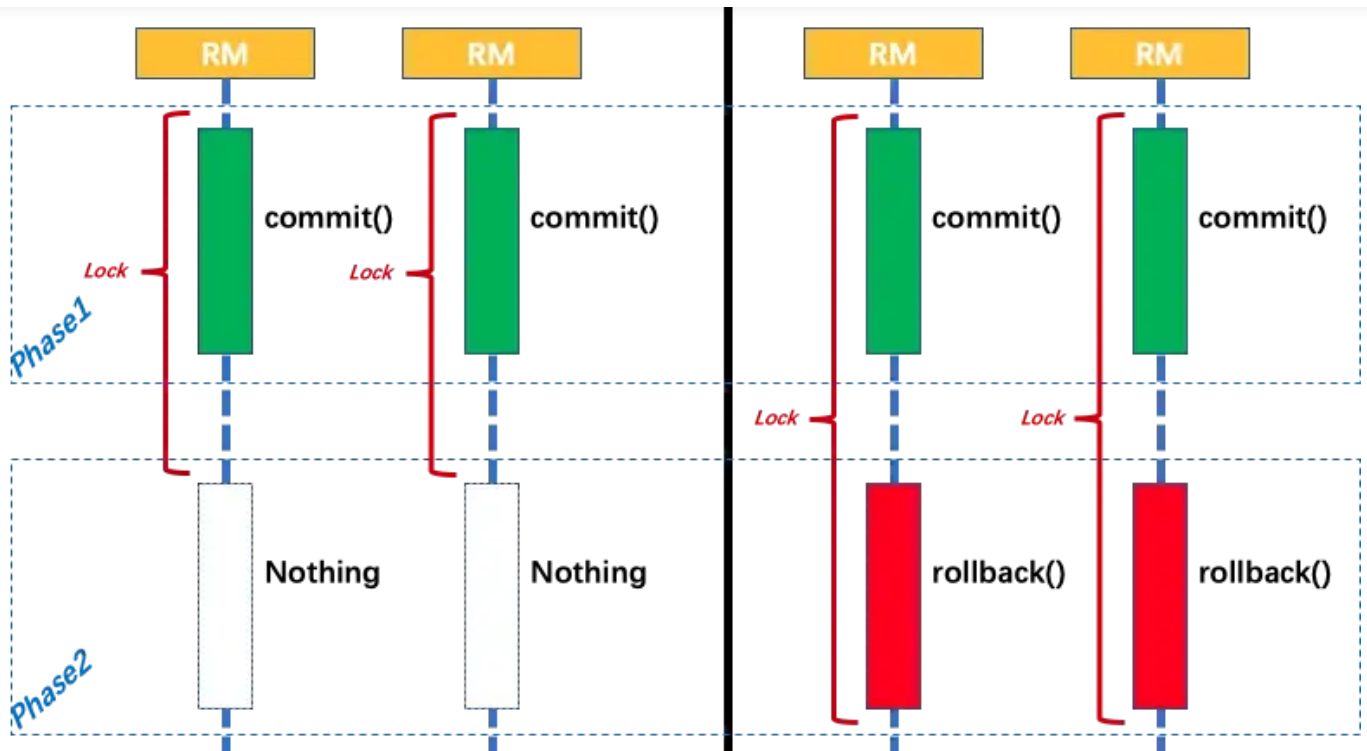 RM
RM
RM
RM
commit()
commit()
commit()
commit()
Lock
Lock
Phase1
Lock
Lock
Nothing
Nothing
rollback()
rollback()
Phase2